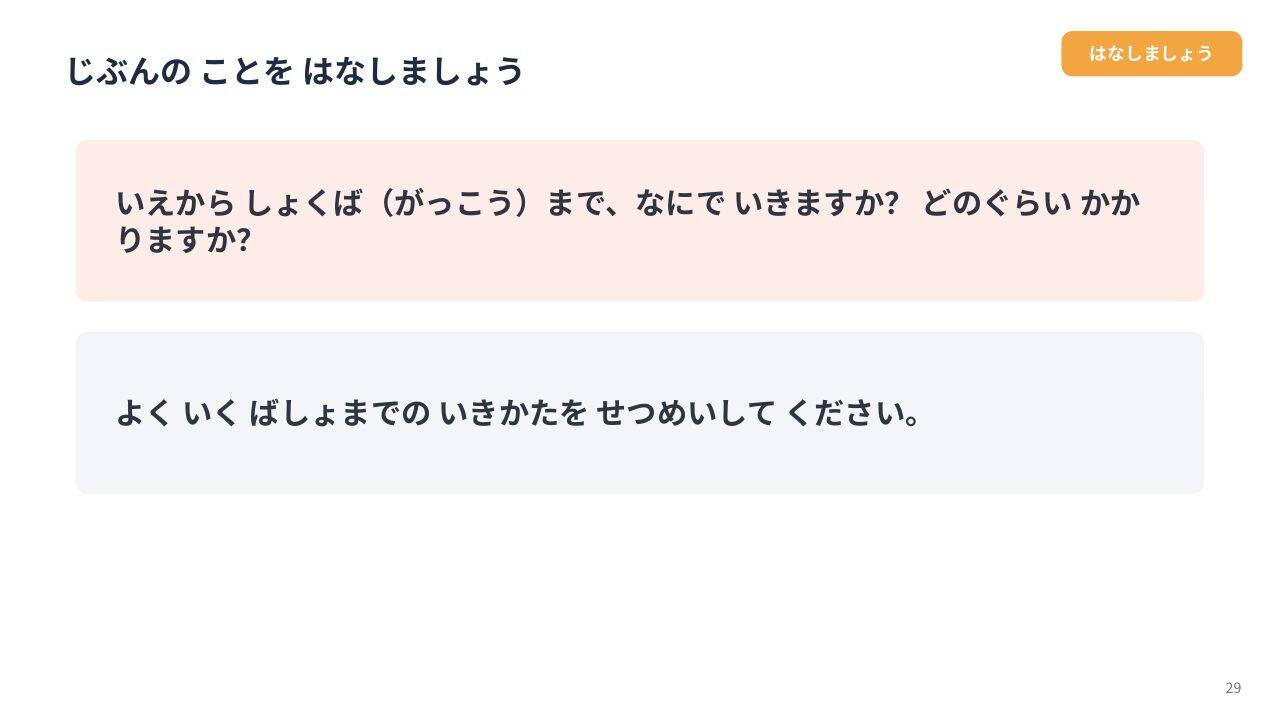 じぶんの ことを はなしましょう
はなしましょう
いえから しょくば（がっこう）まで、なにで いきますか? どのぐらい かか
りますか?
よく いく ばしょまでの いきかたを せつめいして ください。
29